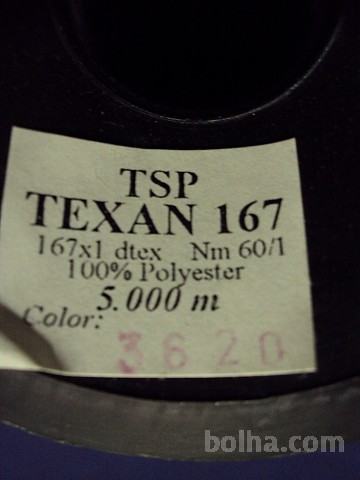 TSP
TEXAN 167
167x1 dtex Nm 60/1
100% Polyester
5.000 m
Color: 3620
bolha.com